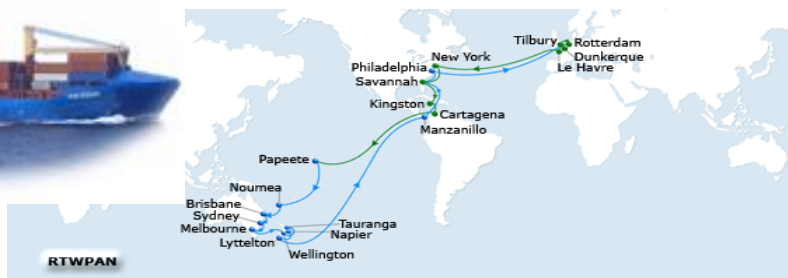 Tilbury
Rotterdam
New York
Dunkerque
Philadelphia
Le Havre
Savannah
Kingston
Cartagena
Manzanillo
Papeete
Noumea
Brisbane
Sydney
Tauranga
Melbourne
Napier
Lyttelton
Wellington
RTWPAN